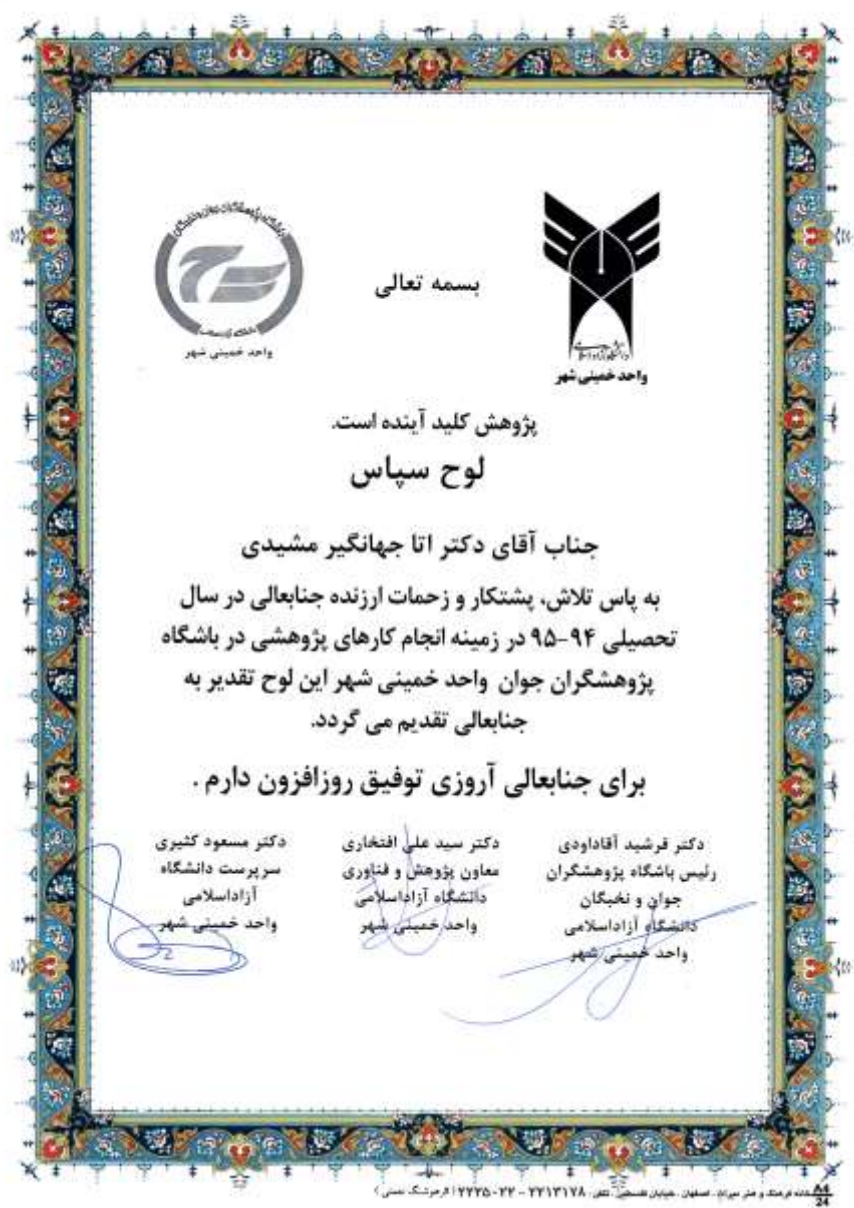 بسمه تعالی
واحد خمینی شهر
واحد خمینی شهر
پژوهش کلید آینده است.
لوح سپاس
جناب آقای دکتر اتا جهانگیر مشیدی
به پاس تلاش، پشتکار و زحمات ارزنده جنابعالی در سال
تحصیلی ۹۴-۹۵ در زمینه انجام کارهای پژوهشی در باشگاه
پژوهشگران جوان واحد خمینی شهر این لوح تقدیر به
جنابعالی تقدیم می گردد.
برای جنابعالی آروزی توفیق روزافزون دارم .
دکتر فرشید آقاداودی
رئیس باشگاه پژوهشگران
جوان و نخبگان
دانشگاه آزاداسلامی
واحد خمینی شهر
دکتر سید علی افتخاری
معاون پژوهش و فناوری
دانشگاه آزاداسلامی
واحد خمینی شهر
دکتر مسعود کثیری
سرپرست دانشگاه
آزاداسلامی
واحد خمینی شهر
A4
24